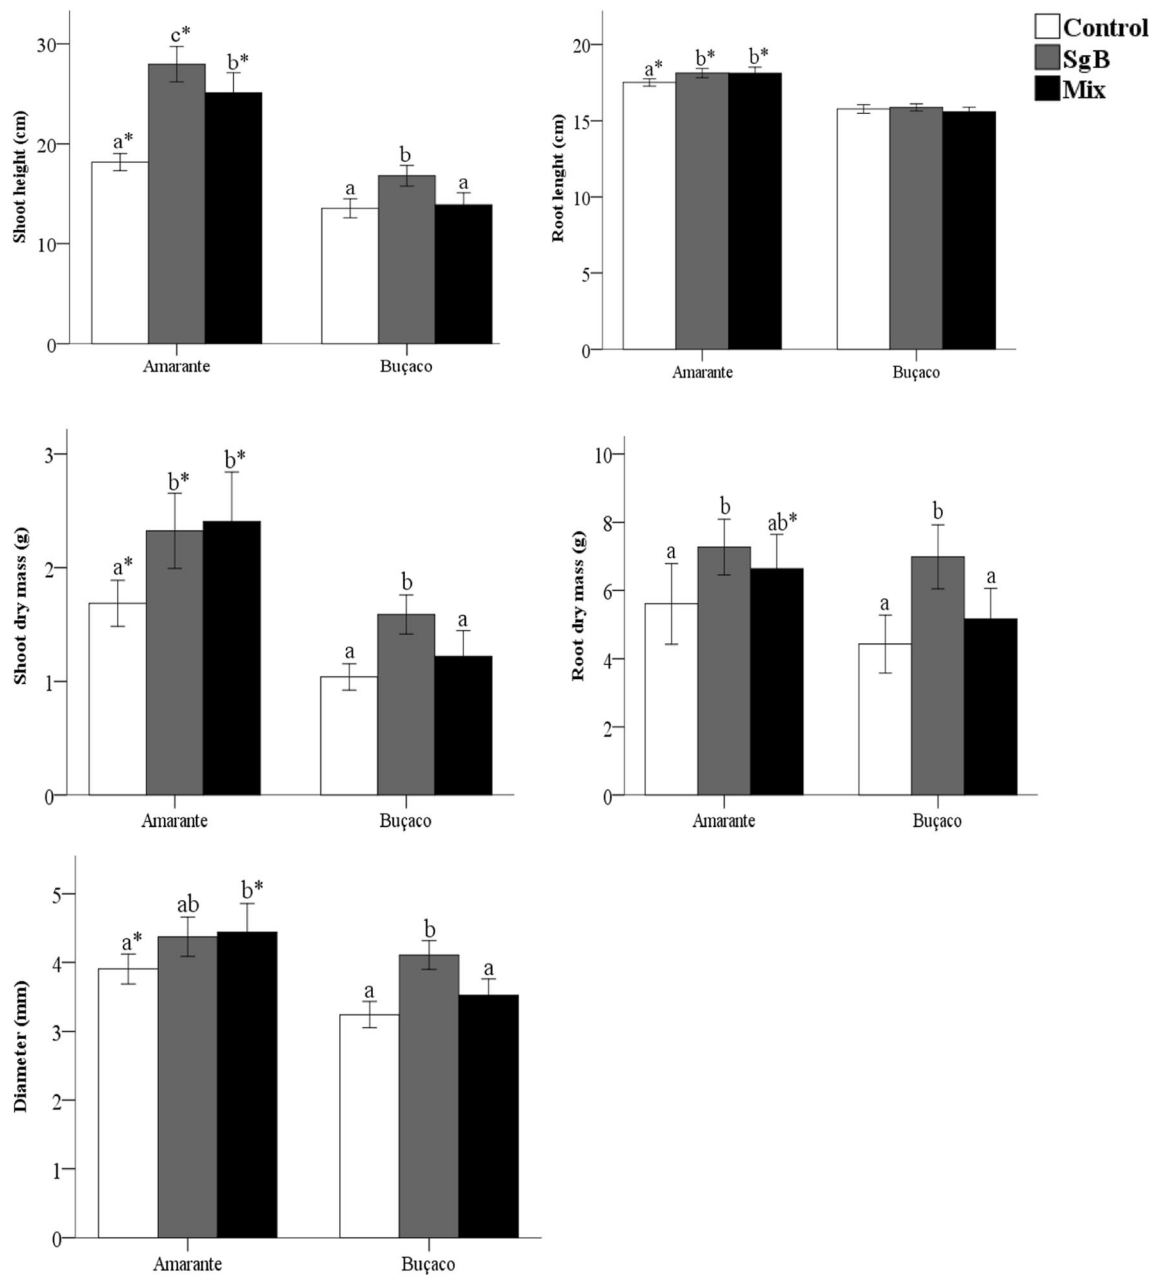 Control
SgB
Mix
Shoot height (cm)
30
20
10
0
a*
c*
b*
a
b
a
Amarante
Buçaco
Root lenght (cm)
20
15
10
5
0
a*
b*
b*
Amarante
Buçaco
Shoot dry mass (g)
3
2
1
0
a*
b*
b*
a
b
a
Amarante
Buçaco
Root dry mass (g)
10
8
6
4
2
0
a
b
ab*
a
b
a
Amarante
Buçaco
Diameter (mm)
5
4
3
2
1
0
a*
ab
b*
a
b
a
Amarante
Buçaco